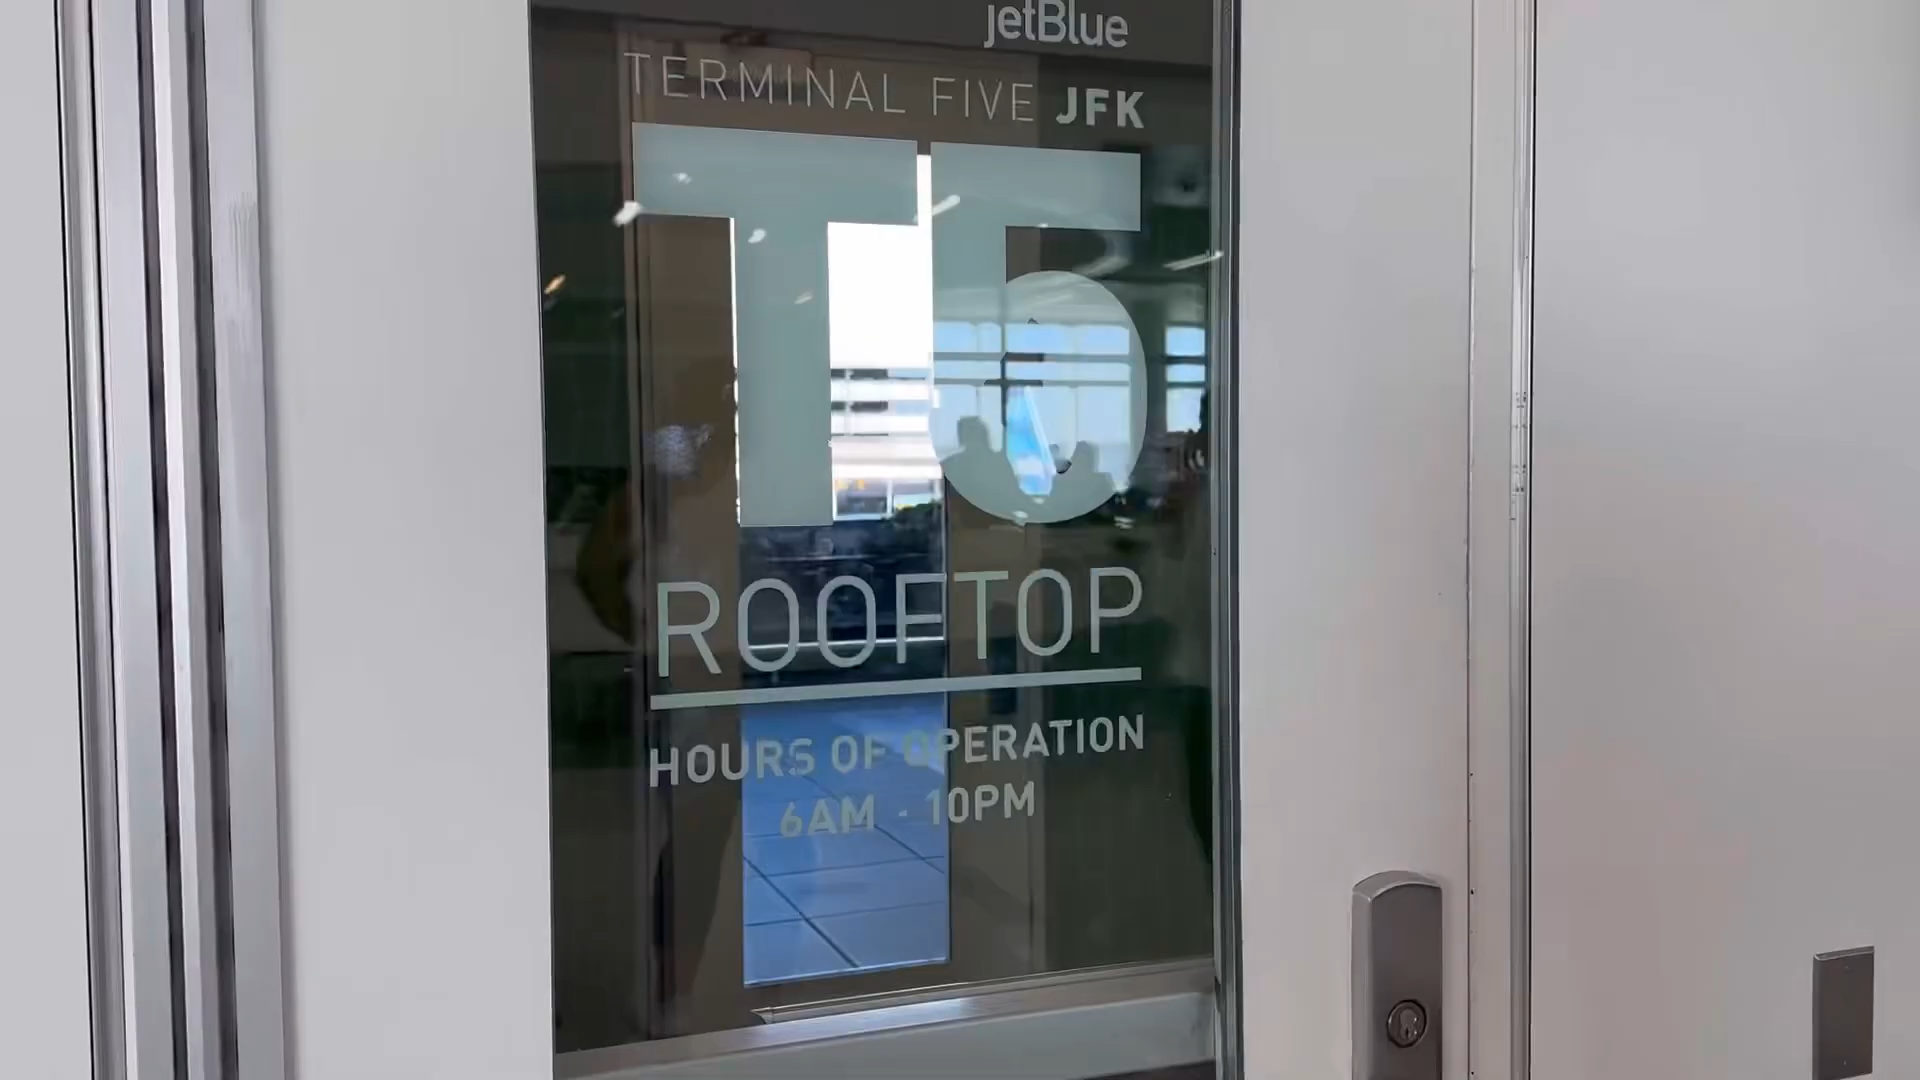 jetBlue
TERMINAL FIVE JFK
T5
ROOFTOP
HOURS OF OPERATION
6AM - 10PM